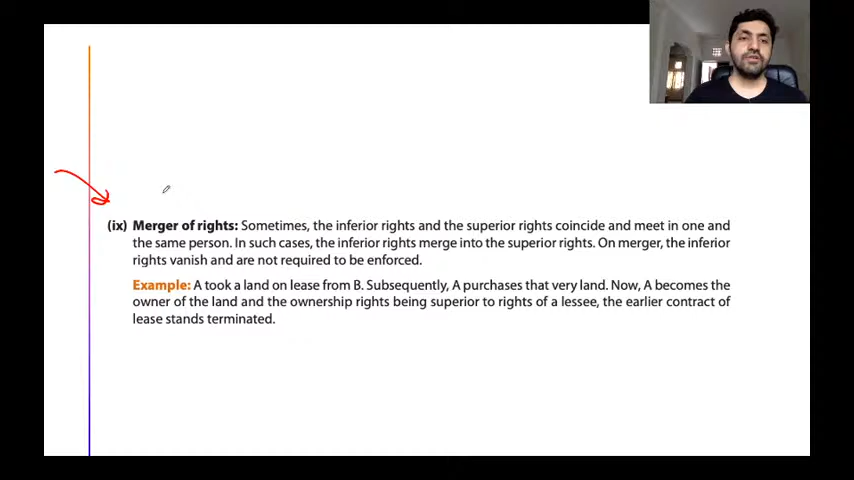 (ix) Merger of rights: Sometimes, the inferior rights and the superior rights coincide and meet in one and
the same person. In such cases, the inferior rights merge into the superior rights. On merger, the inferior
rights vanish and are not required to be enforced.
Example: A took a land on lease from B. Subsequently, A purchases that very land. Now, A becomes the
owner of the land and the ownership rights being superior to rights of a lessee, the earlier contract of
lease stands terminated.